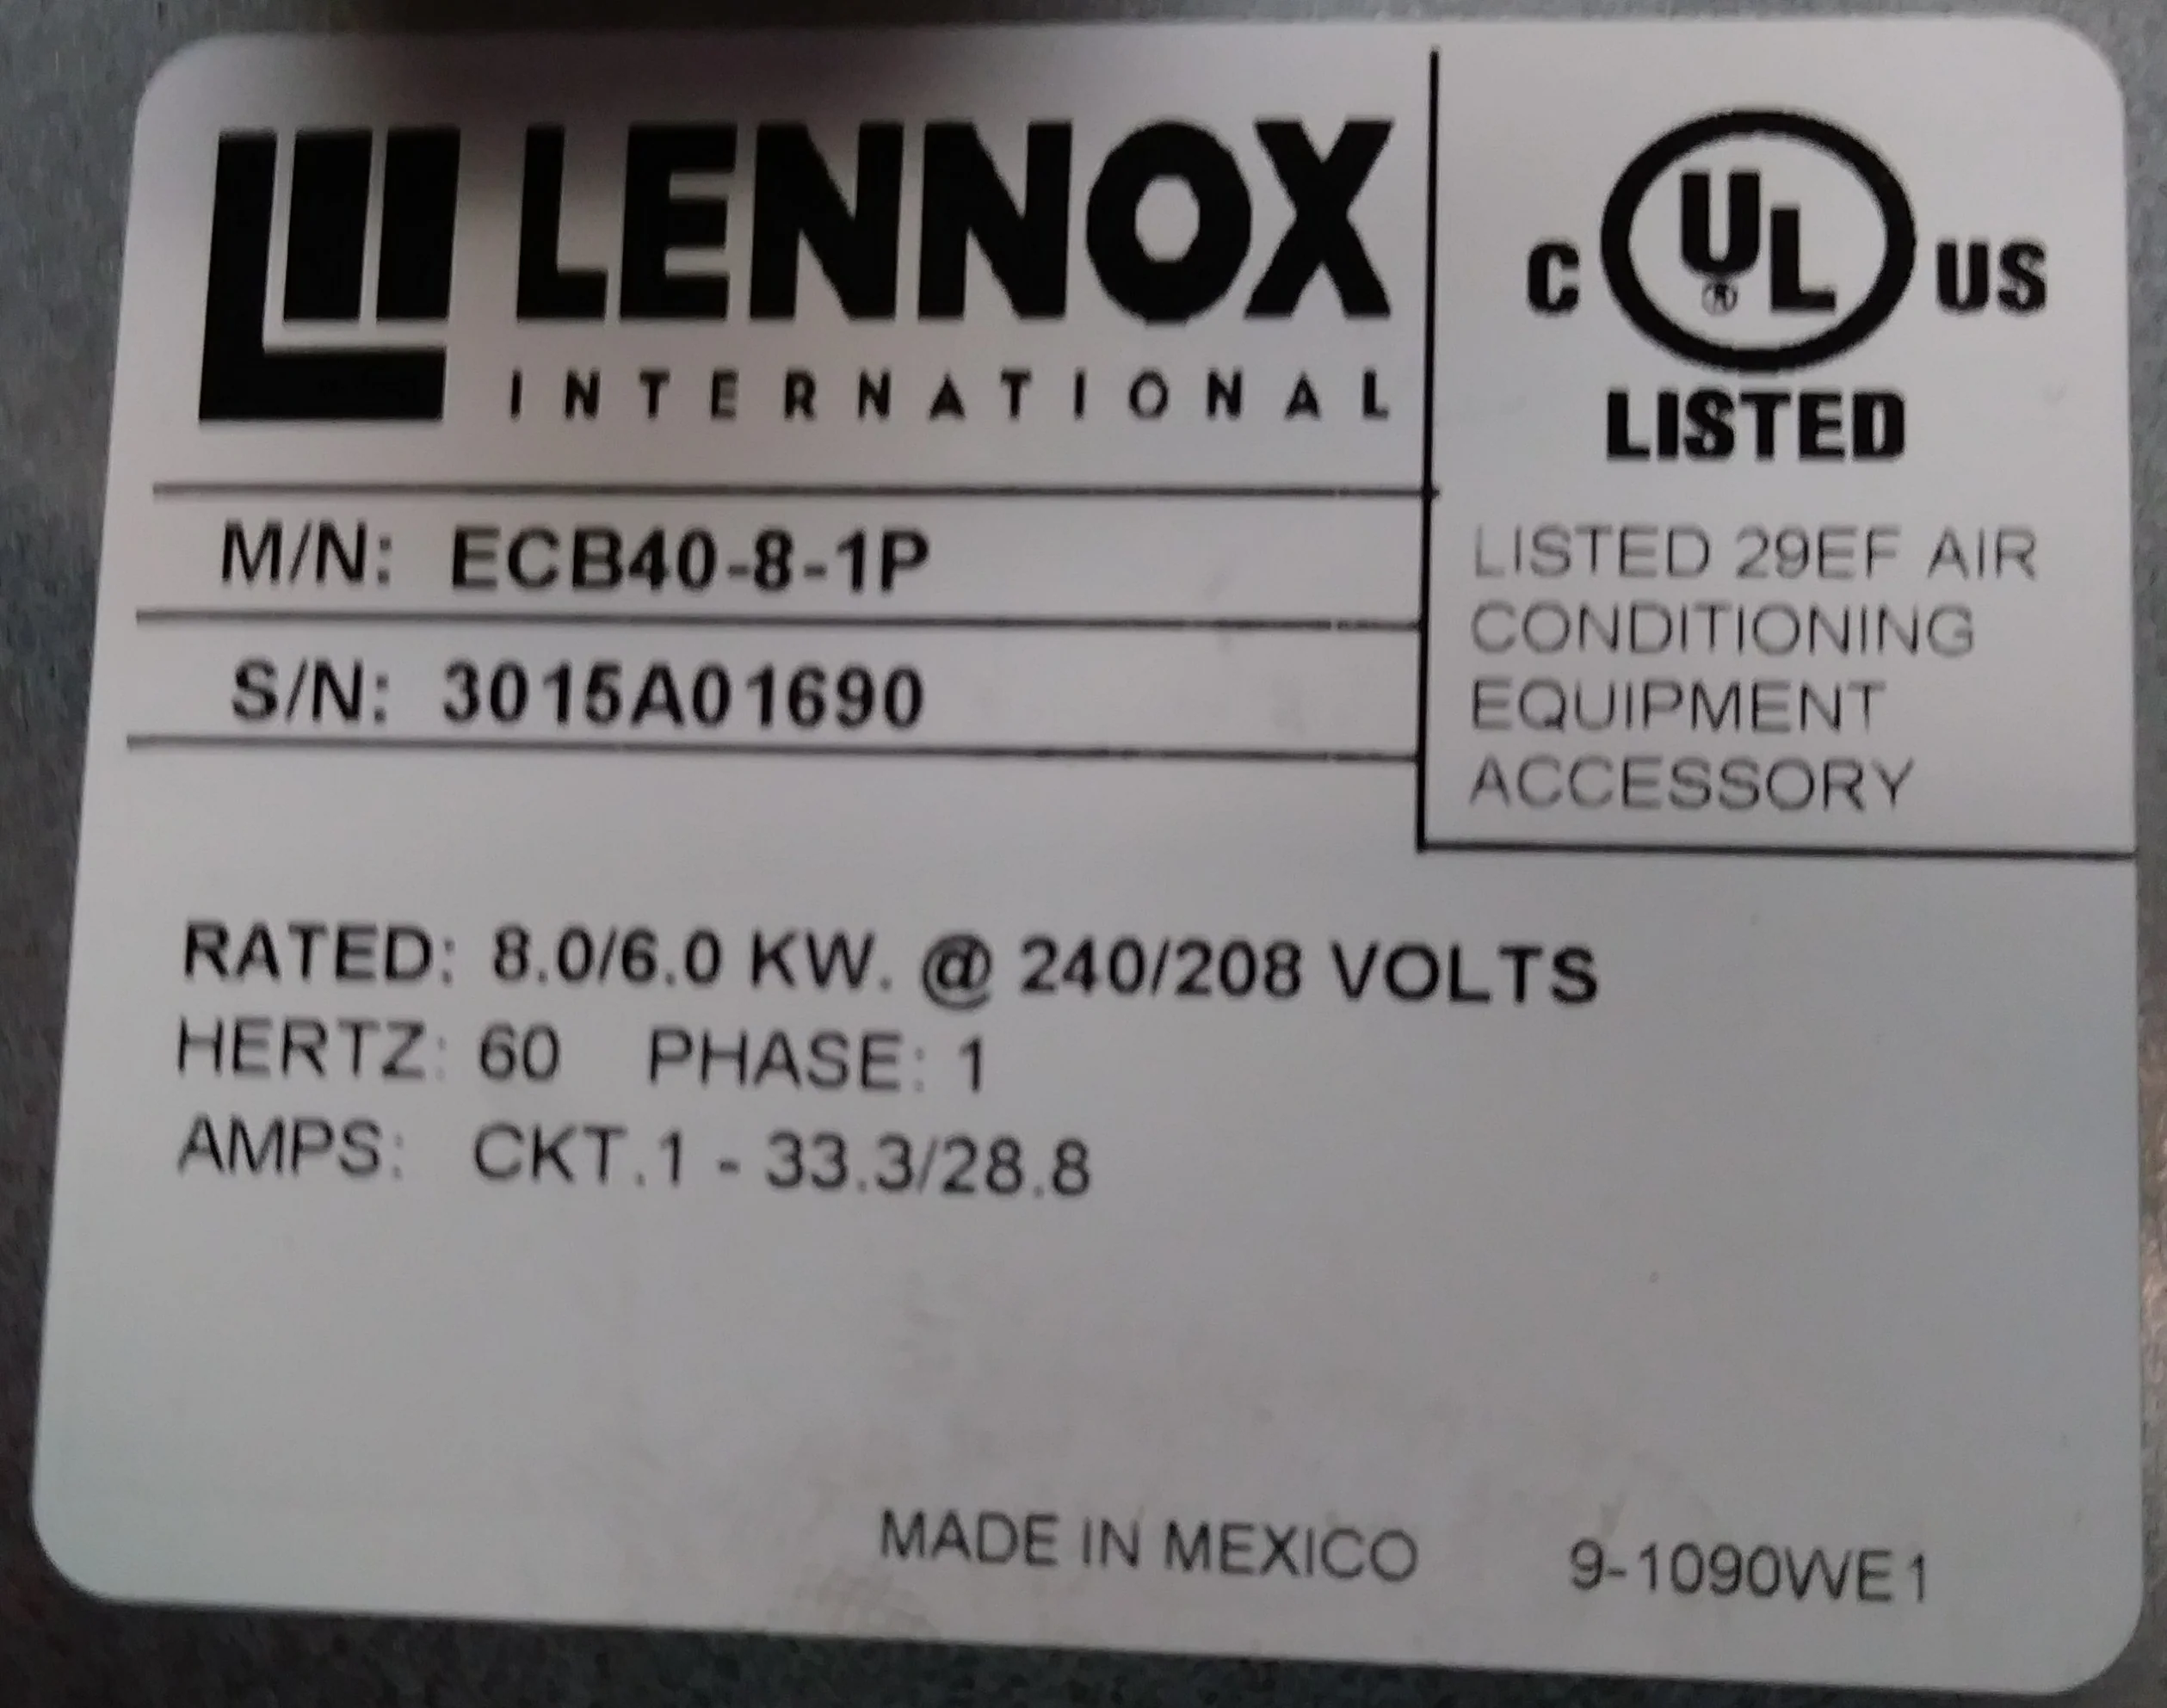 LENNOX
INTERNATIONAL
C UL® US
LISTED
LISTED 29EF AIR
CONDITIONING
EQUIPMENT
ACCESSORY
M/N: ECB40-8-1P
S/N: 3015A01690
RATED: 8.0/6.0 KW. @ 240/208 VOLTS
HERTZ: 60 PHASE: 1
AMPS: CKT.1 - 33.3/28.8
MADE IN MEXICO 9-1090WE1